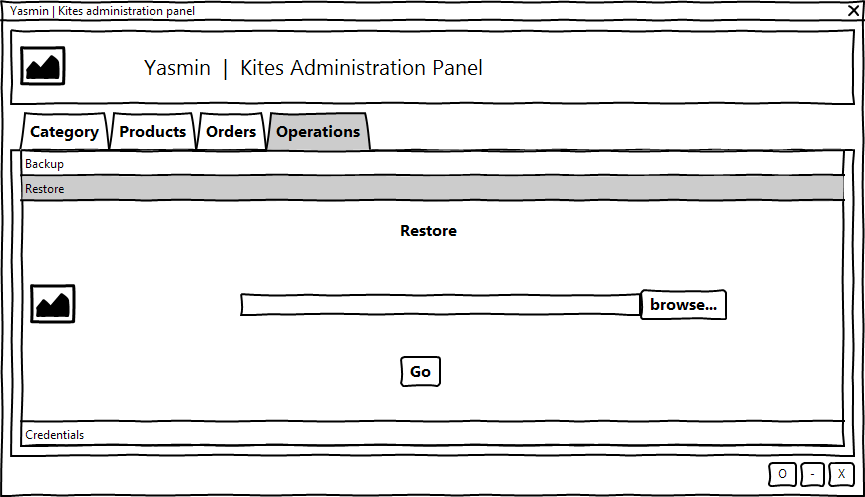 Yasmin | Kites administration panel
Yasmin | Kites Administration Panel
Category Products Orders Operations
Backup
Restore
Restore
browse...
Go
Credentials
O - X